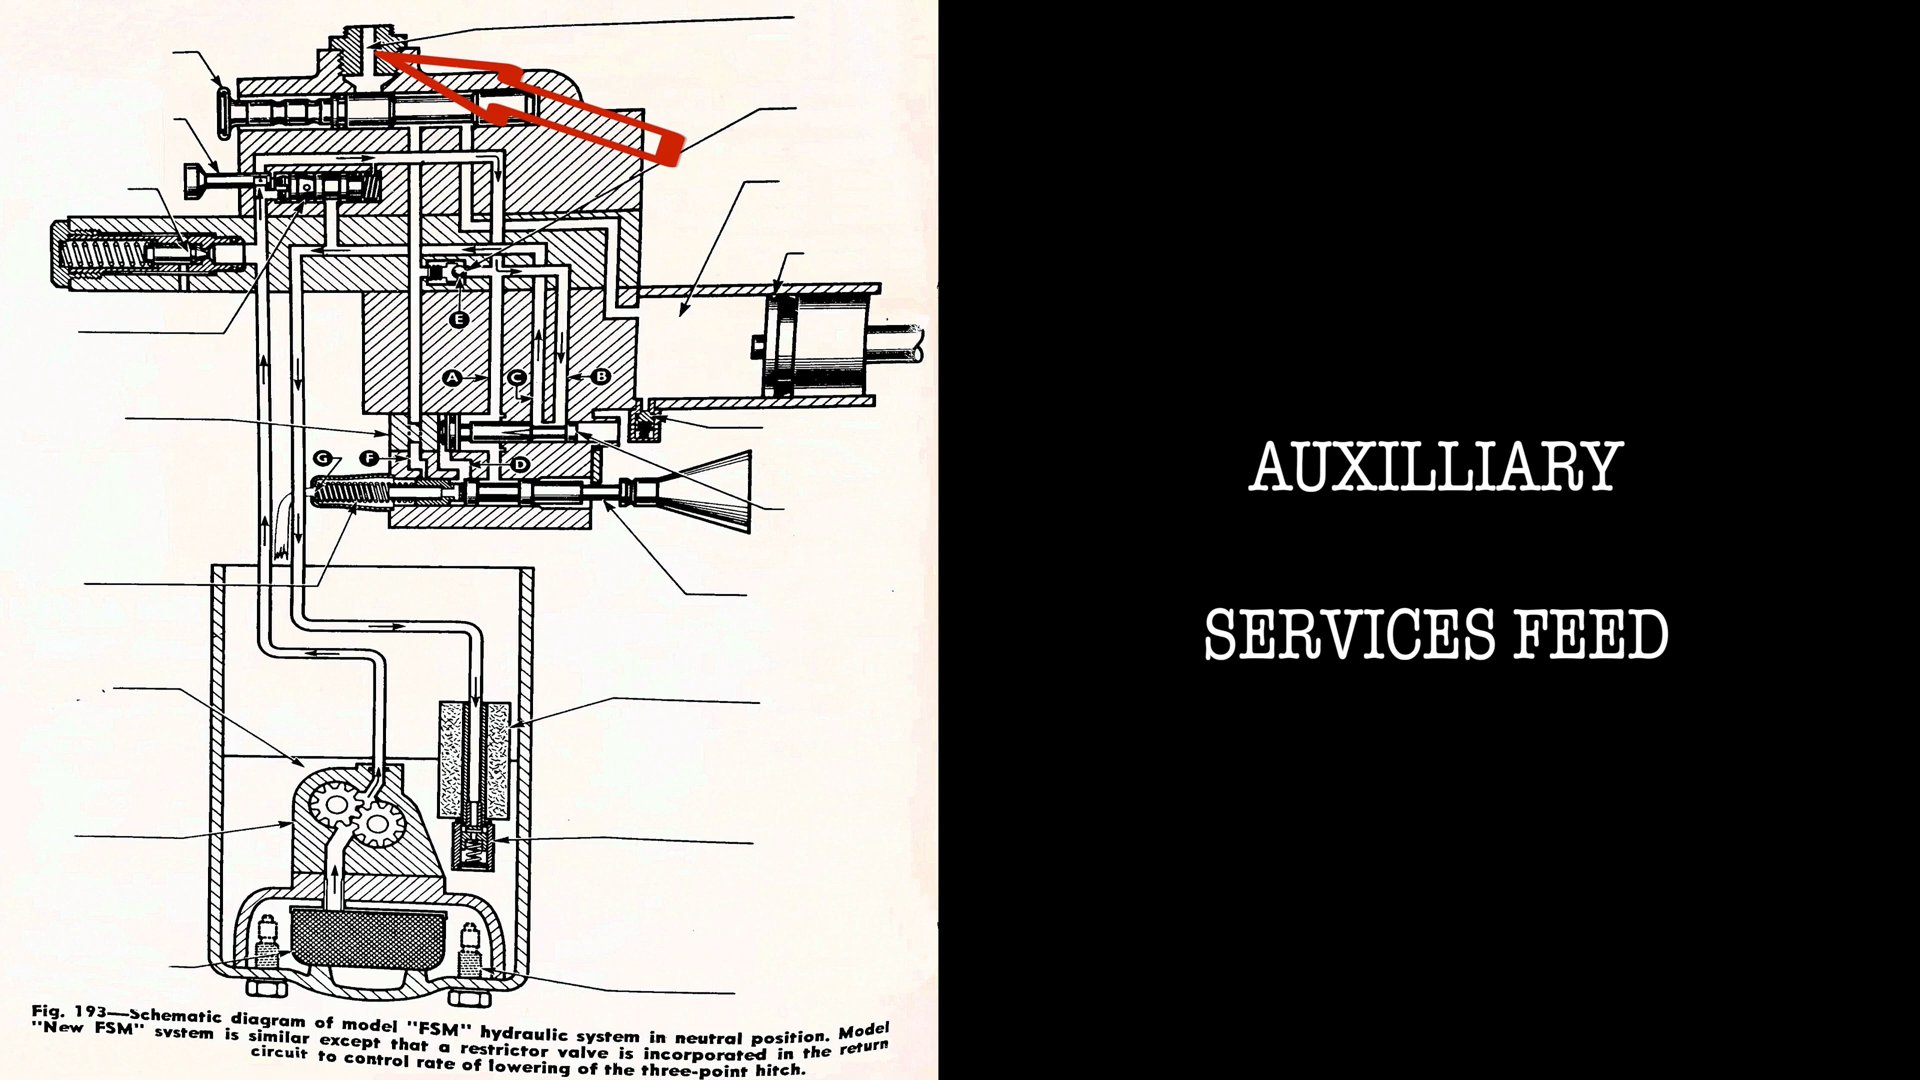 E
A
C
B
G
F
D
Fig. 193—Schematic diagram of model "FSM" hydraulic system in neutral position. Model
"New FSM" system is similar except that a restrictor valve is incorporated in the return
circuit to control rate of lowering of the three-point hitch.
AUXILLIARY
SERVICES FEED